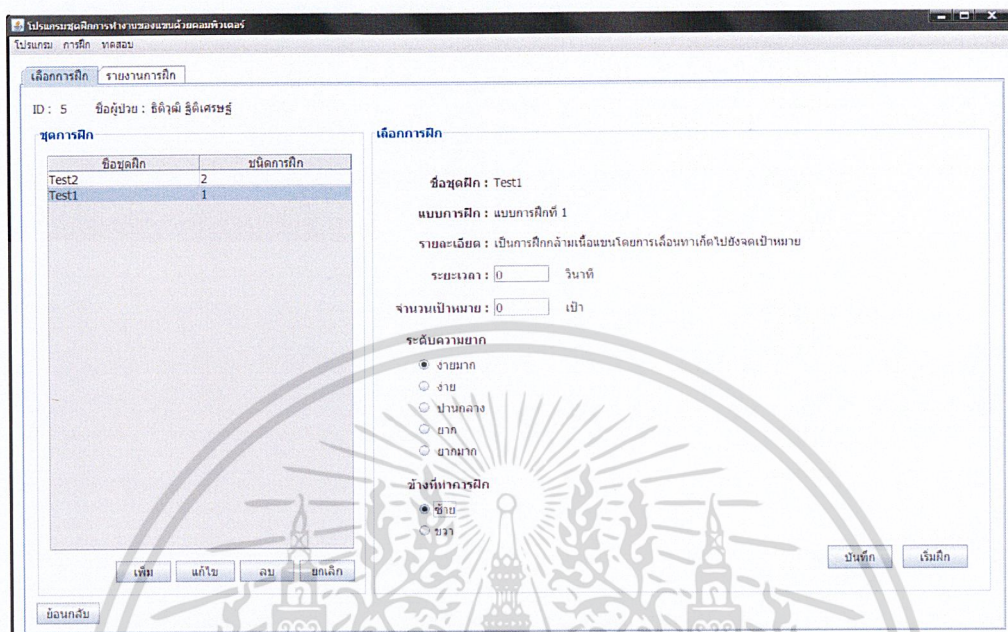 โปรแกรมชุดฝึกการทำงานของแขนด้วยคอมพิวเตอร์
โปรแกรม การฝึก ทดสอบ
เลือกการฝึก รายงานการฝึก
ID : 5 ชื่อผู้ป่วย : ธิติวุฒิ ฐิติเศรษฐ์
ชุดการฝึก
ชื่อชุดฝึก ชนิดการฝึก
Test2 2
Test1 1
เพิ่ม แก้ไข ลบ ยกเลิก
ย้อนกลับ
เลือกการฝึก
ชื่อชุดฝึก : Test1
แบบการฝึก : แบบการฝึกที่ 1
รายละเอียด : เป็นการฝึกกล้ามเนื้อแขนโดยการเลื่อนทาเก็ตไปยังจุดเป้าหมาย
ระยะเวลา : 0 วินาที
จำนวนเป้าหมาย : 0 เป้า
ระดับความยาก
ง่ายมาก
ง่าย
ปานกลาง
ยาก
ยากมาก
ข้างที่ทำการฝึก
ซ้าย
ขวา
บันทึก เริ่มฝึก